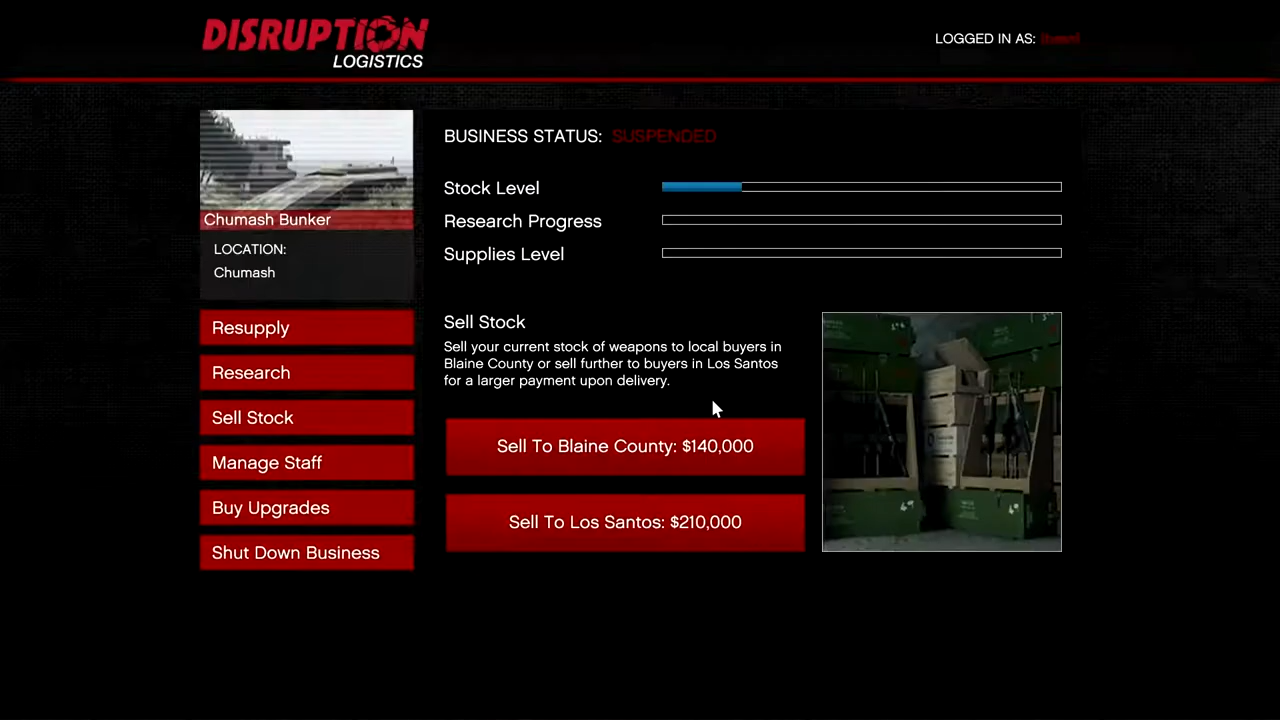 DISRUPTION
LOGISTICS
LOGGED IN AS:
Chumash Bunker
LOCATION:
Chumash
Resupply
Research
Sell Stock
Manage Staff
Buy Upgrades
Shut Down Business
BUSINESS STATUS: SUSPENDED
Stock Level
Research Progress
Supplies Level
Sell Stock
Sell your current stock of weapons to local buyers in
Blaine County or sell further to buyers in Los Santos
for a larger payment upon delivery.
Sell To Blaine County: $140,000
Sell To Los Santos: $210,000